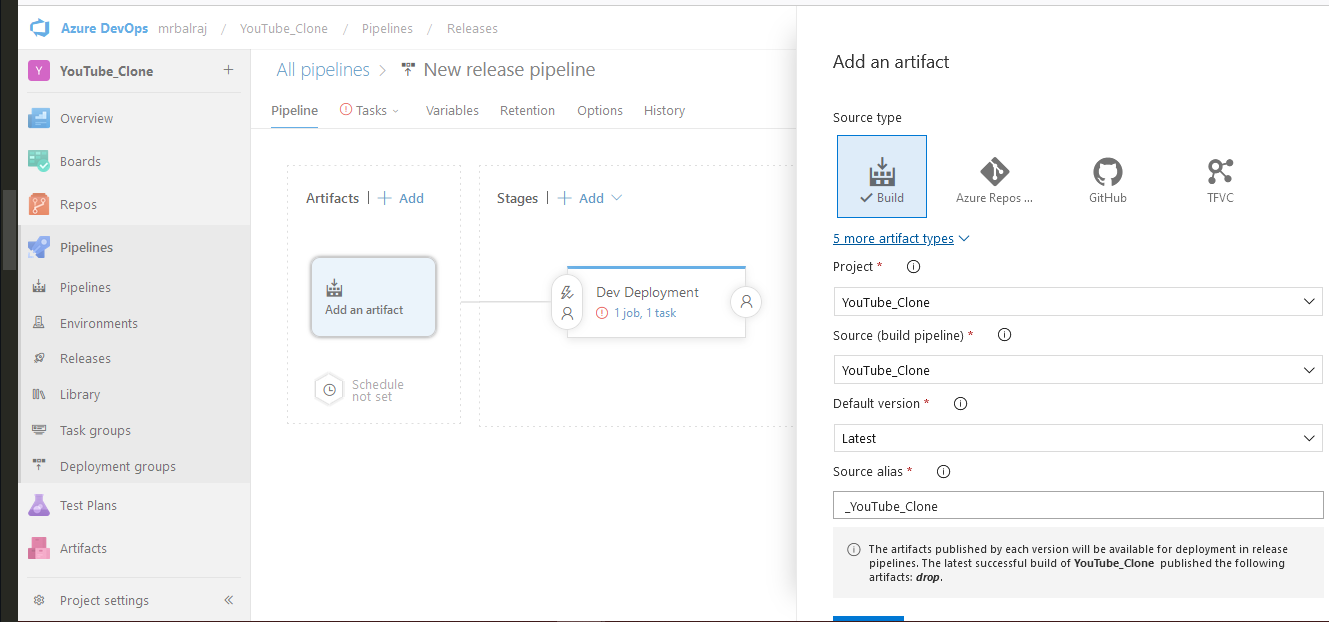 Azure DevOps mrbalraj / YouTube_Clone / Pipelines / Releases
Y YouTube_Clone +
Overview
Boards
Repos
Pipelines
Pipelines
Environments
Releases
Library
Task groups
Deployment groups
Test Plans
Artifacts
Project settings
All pipelines > New release pipeline
Pipeline Tasks Variables Retention Options History
Artifacts | + Add
Add an artifact
Schedule
not set
Stages | + Add
Dev Deployment
1 job, 1 task
Add an artifact
Source type
Build
Azure Repos ...
GitHub
TFVC
5 more artifact types
Project *
YouTube_Clone
Source (build pipeline) *
YouTube_Clone
Default version *
Latest
Source alias *
_YouTube_Clone
The artifacts published by each version will be available for deployment in release
pipelines. The latest successful build of YouTube_Clone published the following
artifacts: drop.